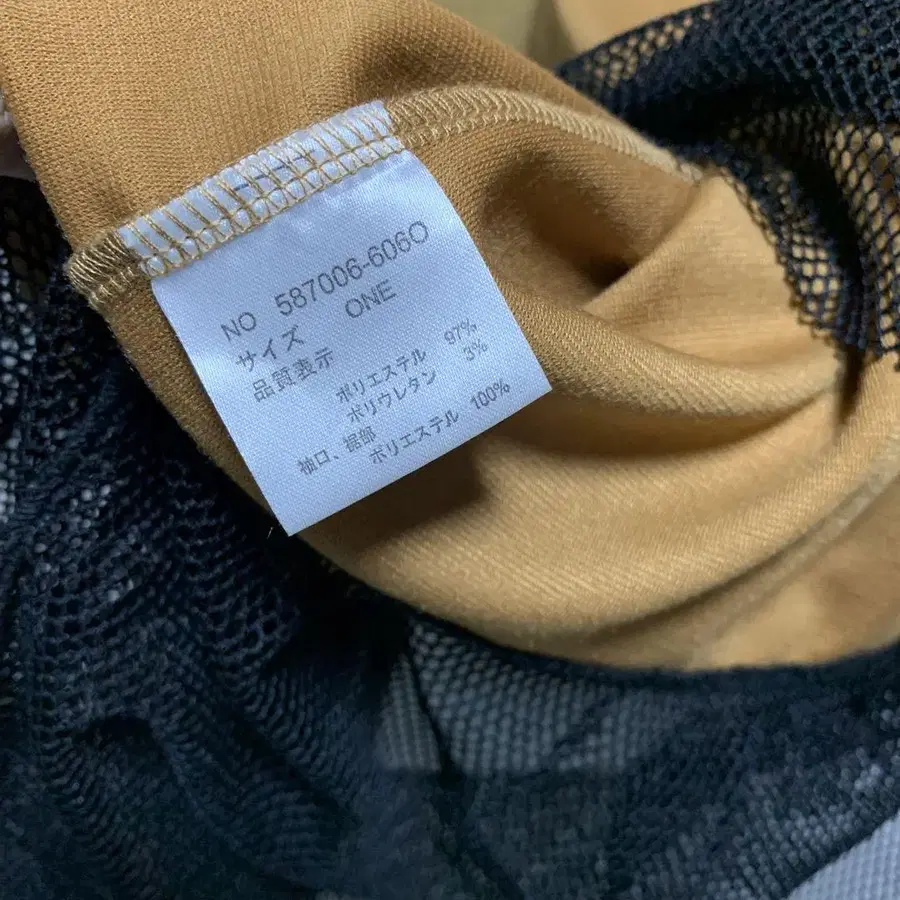 NO 587006-6060
サイズ ONE
品質表示
ポリエステル 97%
ポリウレタン 3%
袖口、裾部
ポリエステル 100%